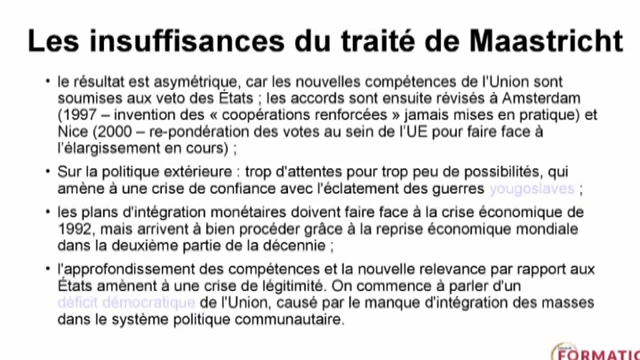 Les insuffisances du traité de Maastricht
• le résultat est asymétrique, car les nouvelles compétences de l'Union sont
soumises aux veto des États ; les accords sont ensuite révisés à Amsterdam
(1997 – invention des « coopérations renforcées » jamais mises en pratique) et
Nice (2000 – re-pondération des votes au sein de l'UE pour faire face à
l'élargissement en cours) ;
• Sur la politique extérieure : trop d'attentes pour trop peu de possibilités, qui
amène à une crise de confiance avec l'éclatement des guerres yougoslaves ;
• les plans d'intégration monétaires doivent faire face à la crise économique de
1992, mais arrivent à bien procéder grâce à la reprise économique mondiale
dans la deuxième partie de la décennie ;
• l'approfondissement des compétences et la nouvelle relevance par rapport aux
États amènent à une crise de légitimité. On commence à parler d'un
déficit démocratique de l'Union, causé par le manque d'intégration des masses
dans le système politique communautaire.
FORMATIO